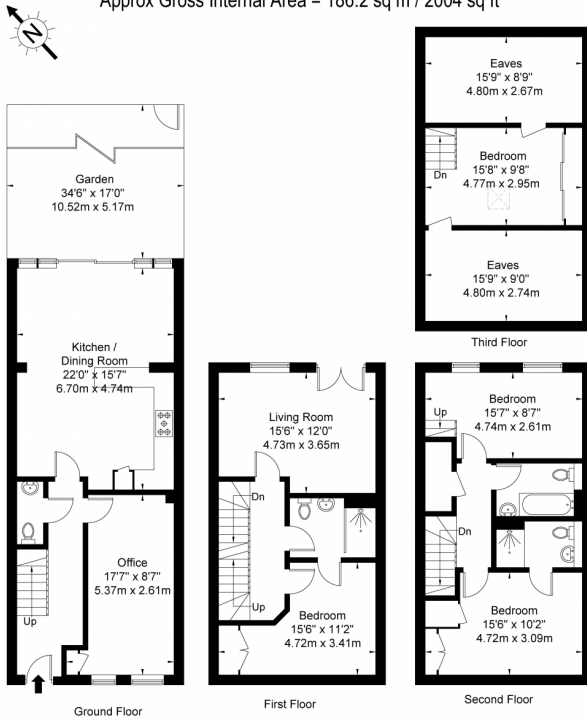 Approx Gross Internal Area = 186.2 sq m / 2004 sq ft
N
Garden
34'6" x 17'0"
10.52m x 5.17m
Kitchen /
Dining Room
22'0" x 15'7"
6.70m x 4.74m
Office
17'7" x 8'7"
5.37m x 2.61m
Up
Ground Floor
Living Room
15'6" x 12'0"
4.73m x 3.65m
Dn
Up
Bedroom
15'6" x 11'2"
4.72m x 3.41m
First Floor
Eaves
15'9" x 8'9"
4.80m x 2.67m
Bedroom
15'8" x 9'8"
4.77m x 2.95m
Dn
Eaves
15'9" x 9'0"
4.80m x 2.74m
Third Floor
Bedroom
15'7" x 8'7"
4.74m x 2.61m
Up
Dn
Bedroom
15'6" x 10'2"
4.72m x 3.09m
Second Floor